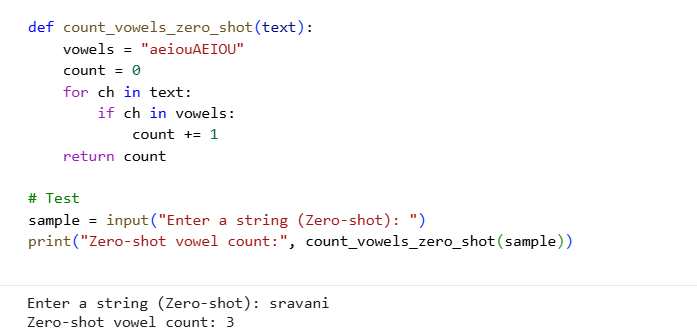 def count_vowels_zero_shot(text):
    vowels = "aeiouAEIOU"
    count = 0
    for ch in text:
        if ch in vowels:
            count += 1
    return count

# Test
sample = input("Enter a string (Zero-shot): ")
print("Zero-shot vowel count:", count_vowels_zero_shot(sample))

Enter a string (Zero-shot): sravani
Zero-shot vowel count: 3